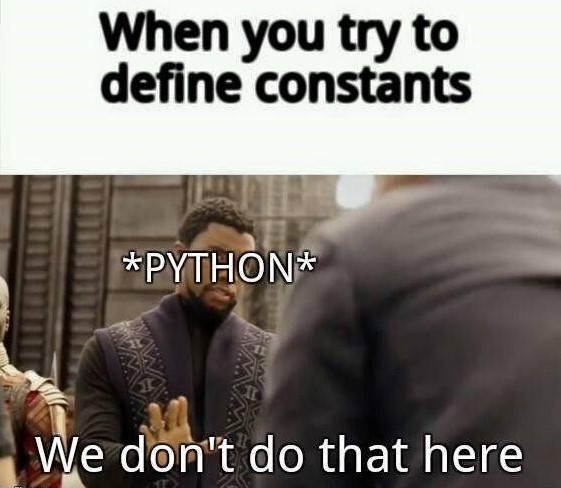 When you try to
define constants
*PYTHON*
We don't do that here